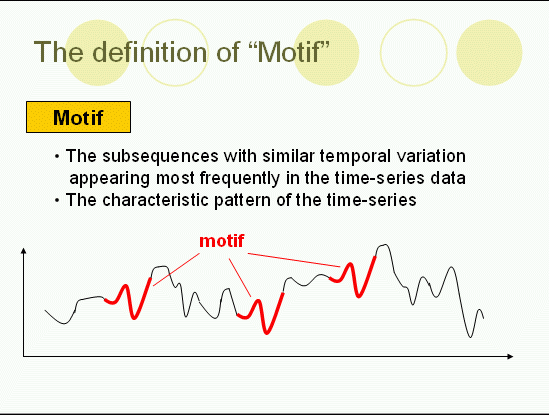 The definition of “Motif”
Motif
• The subsequences with similar temporal variation
appearing most frequently in the time-series data
• The characteristic pattern of the time-series
motif